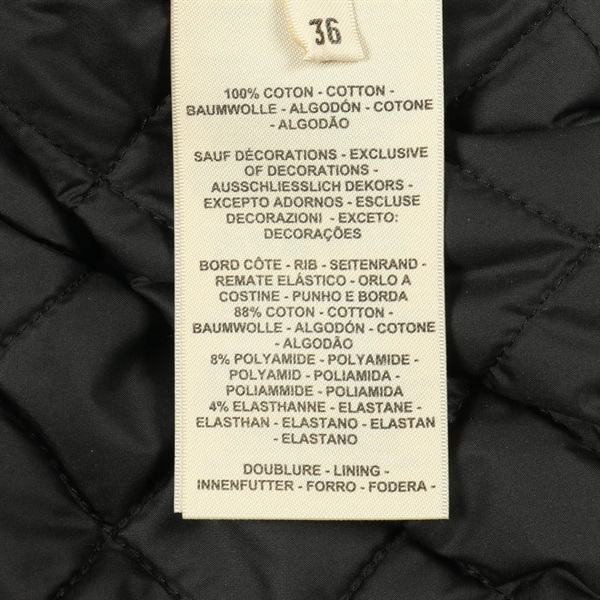 36
100% COTON - COTTON -
BAUMWOLLE - ALGODÓN - COTONE
- ALGODÃO
SAUF DÉCORATIONS - EXCLUSIVE
OF DECORATIONS -
AUSSCHLIESSLICH DEKORS -
EXCEPTO ADORNOS - ESCLUSE
DECORAZIONI - EXCETO:
DECORAÇÕES
BORD CÔTE - RIB - SEITENRAND -
REMATE ELÁSTICO - ORLO A
COSTINE - PUNHO E BORDA
88% COTON - COTTON -
BAUMWOLLE - ALGODÓN - COTONE
- ALGODÃO
8% POLYAMIDE - POLYAMIDE -
POLYAMID - POLIAMIDA -
POLIAMMIDE - POLIAMIDA
4% ELASTHANNE - ELASTANE -
ELASTHAN - ELASTANO - ELASTAN
- ELASTANO
DOUBLURE - LINING -
INNENFUTTER - FORRO - FODERA -